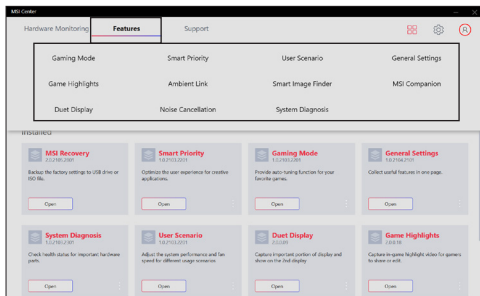 MSI Center
Hardware Monitoring Features Support
Gaming Mode Smart Priority User Scenario General Settings
Game Highlights Ambient Link Smart Image Finder MSI Companion
Duet Display Noise Cancellation System Diagnosis
Installed
MSI Recovery Smart Priority Gaming Mode General Settings
Backup the factory settings to USB drive or Optimize the user experience for creative Provide auto-tuning function for your Collect useful features in one page.
ISO file. applications. favorite games.
Open Open Open Open
System Diagnosis User Scenario Duet Display Game Highlights
Check health status for important hardware Adjust the system performance and fan Capture important portion of display and Capture in-game highlight video for gamers
parts. speed for different usage scenarios. show on the 2nd display to share or edit.
Open Open Open Open